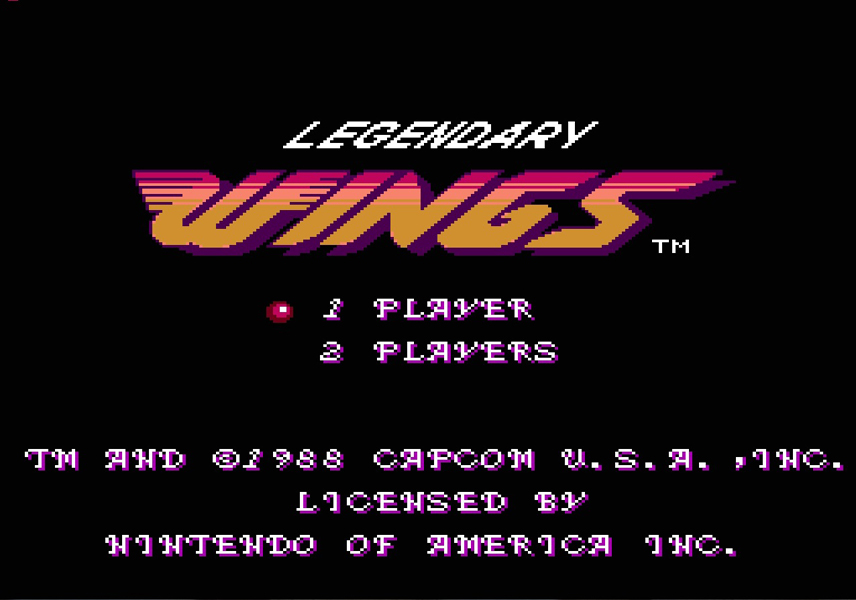 LEGENDARY
WINGS
TM
1 PLAYER
2 PLAYERS
TM AND ©1988 CAPCOM U.S.A. ,INC.
LICENSED BY
NINTENDO OF AMERICA INC.